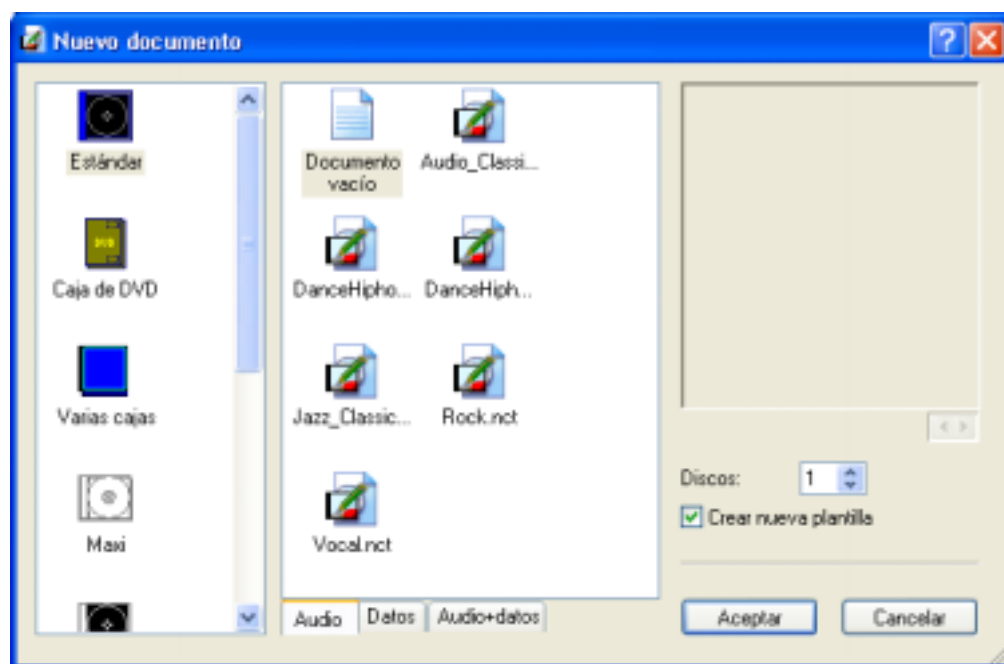 Nuevo documento
Estándar
DVD
Caja de DVD
Varias cajas
Maxi
Documento
vacío
Audio_Classi...
DanceHipho...
DanceHiph...
Jazz_Classic...
Rock.nct
Vocal.nct
Audio
Datos
Audio+datos
Discos:
1
Crear nueva plantilla
Aceptar
Cancelar